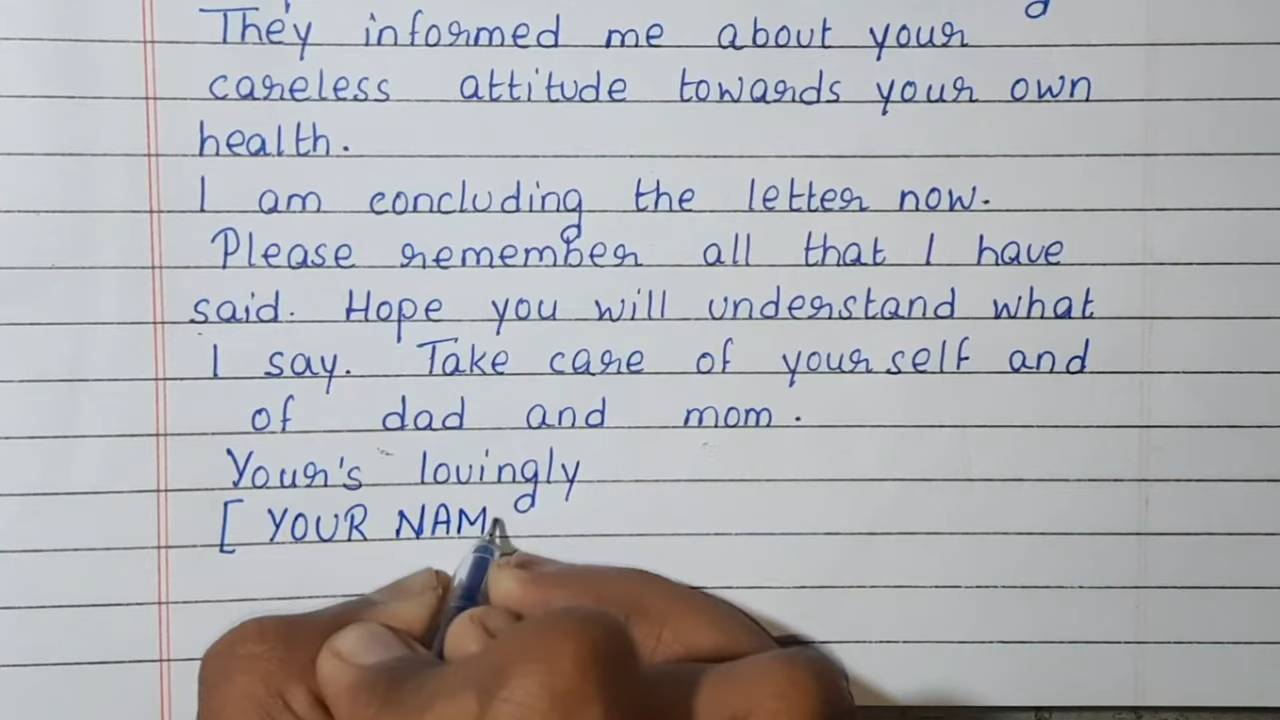 They informed me about your
careless attitude towards your own
health.
I am concluding the letter now.
Please remember all that I have
said. Hope you will understand what
I say. Take care of yourself and
of dad and mom.
Your's lovingly
[ YOUR NAM